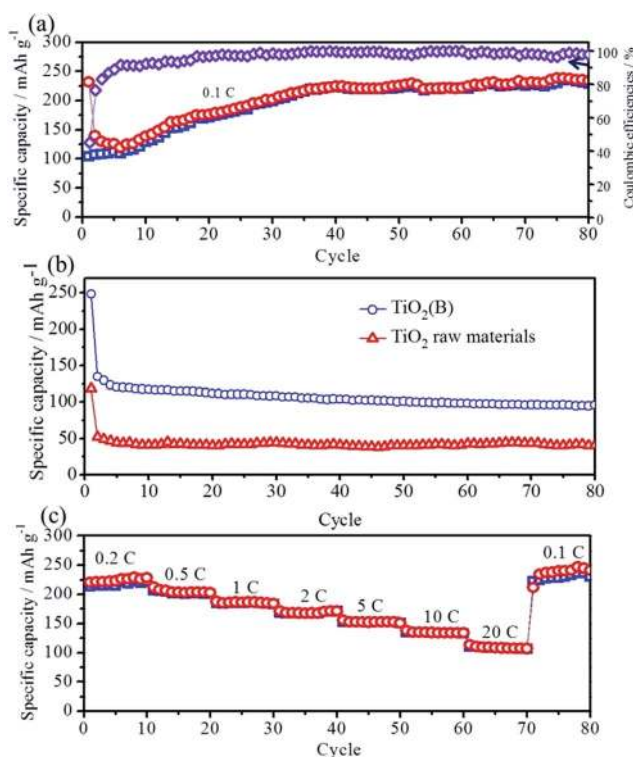 (a)
Specific capacity / mAh g⁻¹
300
250
200
150
100
50
0
0.1 C
100
80
60
40
20
0
Coulombic efficiencies / %
0 10 20 30 40 50 60 70 80
Cycle
(b)
Specific capacity / mAh g⁻¹
250
200
150
100
50
0
TiO₂(B)
TiO₂ raw materials
0 10 20 30 40 50 60 70 80
Cycle
(c)
Specific capacity / mAh g⁻¹
300
250
200
150
100
50
0
0.2 C
0.5 C
1 C
2 C
5 C
10 C
20 C
0.1 C
0 10 20 30 40 50 60 70 80
Cycle